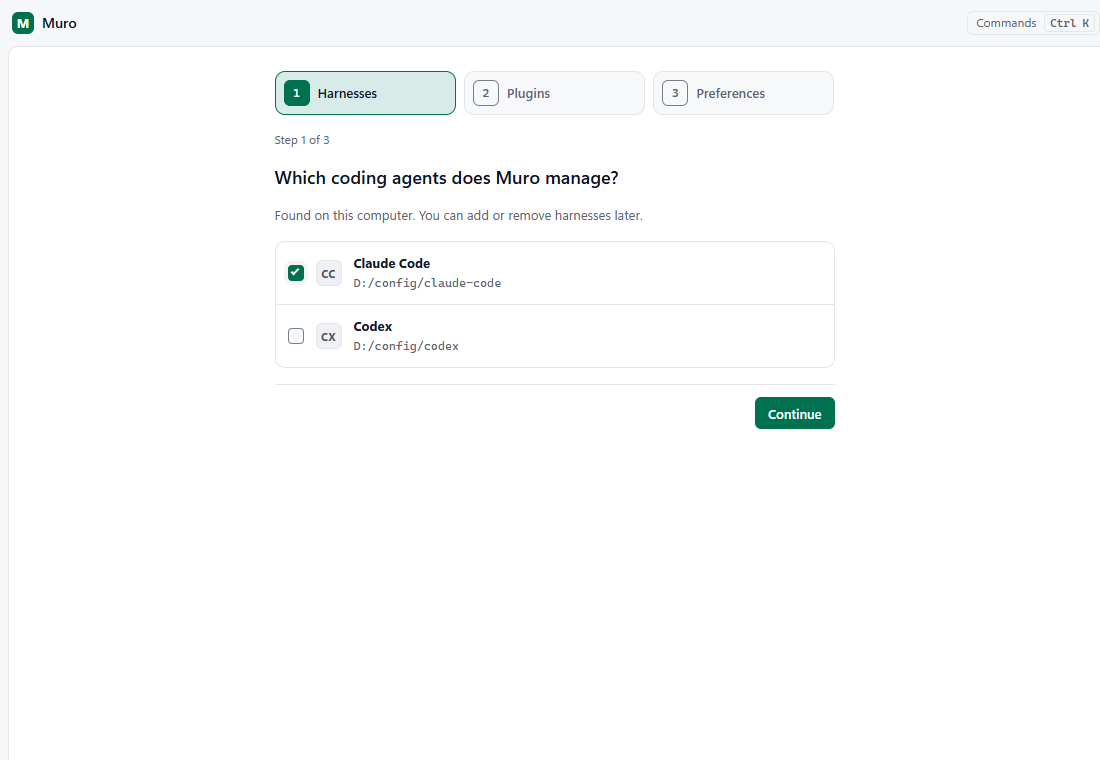 M Muro
Commands Ctrl K
1 Harnesses
2 Plugins
3 Preferences
Step 1 of 3
Which coding agents does Muro manage?
Found on this computer. You can add or remove harnesses later.
CC
Claude Code
D:/config/claude-code
CX
Codex
D:/config/codex
Continue